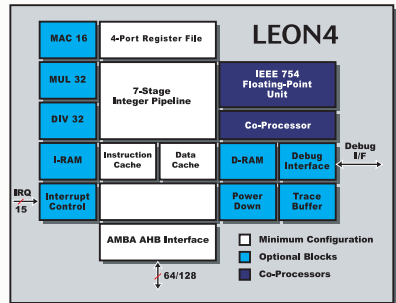 LEON4
MAC 16
4-Port Register File
MUL 32
7-Stage
Integer Pipeline
IEEE 754
Floating-Point
Unit
DIV 32
Co-Processor
I-RAM
Instruction
Cache
Data
Cache
D-RAM
Debug
Interface
Debug
I/F
IRQ
15
Interrupt
Control
Power
Down
Trace
Buffer
AMBA AHB Interface
Minimum Configuration
Optional Blocks
Co-Processors
64/128